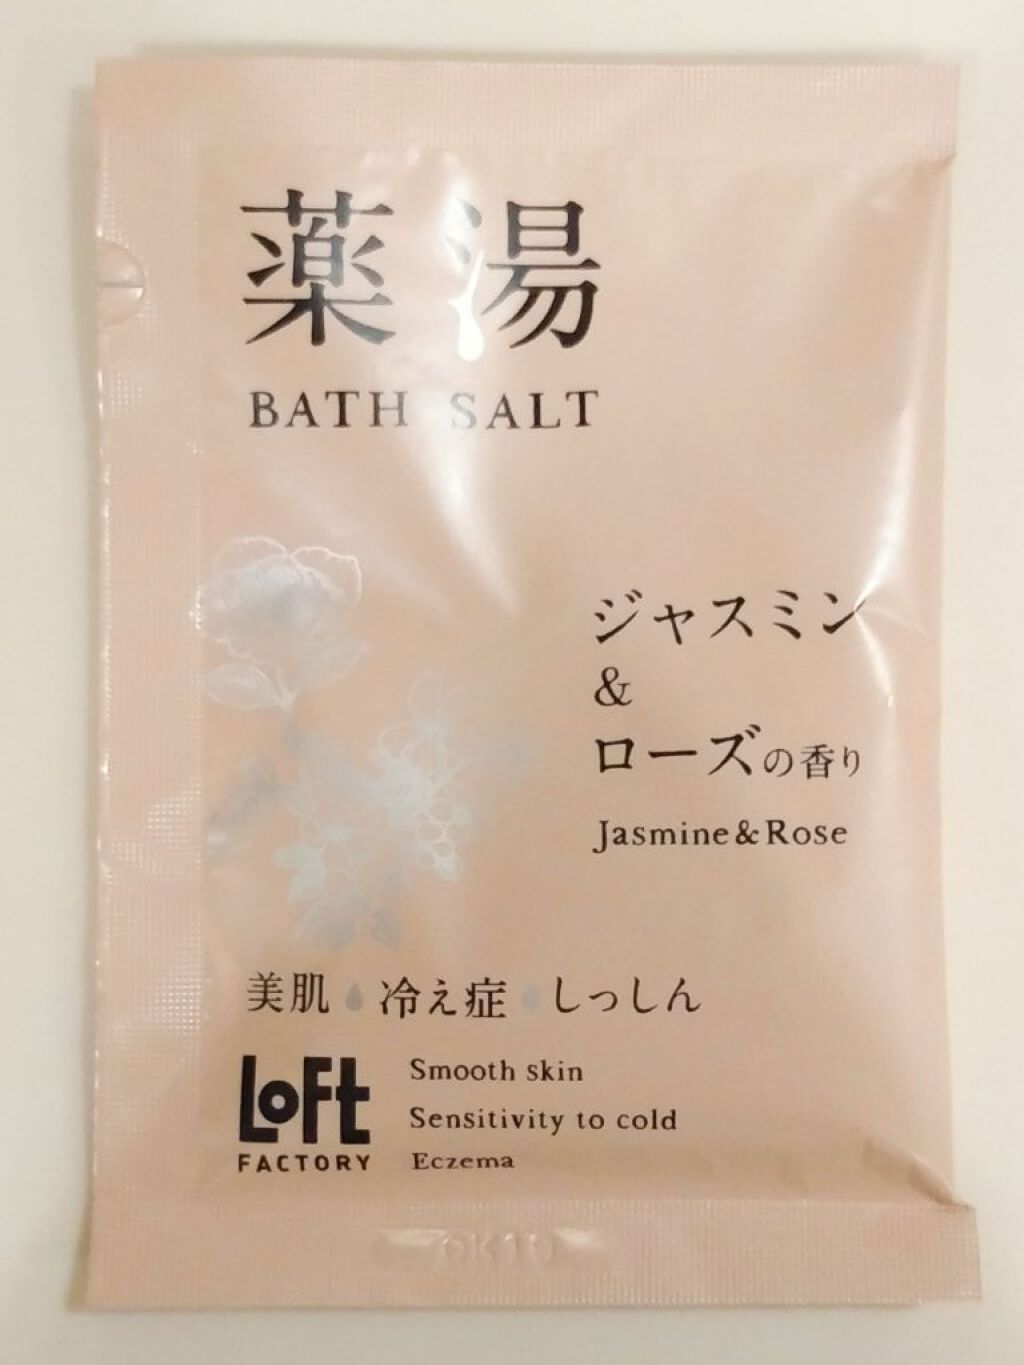 薬湯
BATH SALT
ジャスミン
&
ローズの香り
Jasmine&Rose
美肌 冷え症 しっしん
LoFt
FACTORY
Smooth skin
Sensitivity to cold
Eczema